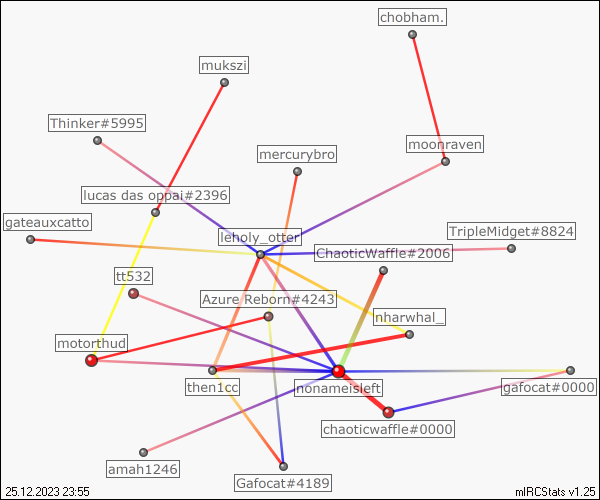 chobham.
mukszi
Thinker#5995
moonraven
mercurybro
lucas das oppai#2396
gateauxcatto
leholy_otter
TripleMidget#8824
ChaoticWaffle#2006
tt532
Azure Reborn#4243
nharwhal_
motorthud
then1cc
nonameisleft
gafocat#0000
chaoticwaffle#0000
amah1246
Gafocat#4189
25.12.2023 23:55
mIRCStats v1.25